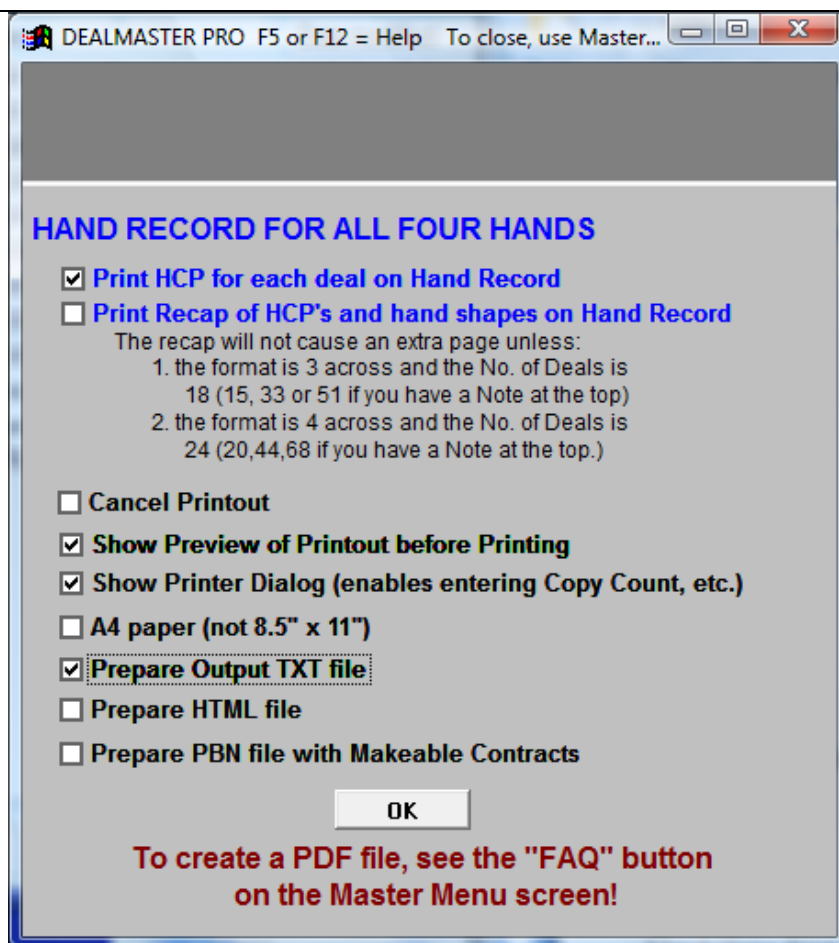 DEALMASTER PRO F5 or F12 = Help To close, use Master...
HAND RECORD FOR ALL FOUR HANDS
Print HCP for each deal on Hand Record
Print Recap of HCP's and hand shapes on Hand Record
The recap will not cause an extra page unless:
1. the format is 3 across and the No. of Deals is
18 (15, 33 or 51 if you have a Note at the top)
2. the format is 4 across and the No. of Deals is
24 (20,44,68 if you have a Note at the top.)
Cancel Printout
Show Preview of Printout before Printing
Show Printer Dialog (enables entering Copy Count, etc.)
A4 paper (not 8.5" x 11")
Prepare Output TXT file
Prepare HTML file
Prepare PBN file with Makeable Contracts
OK
To create a PDF file, see the "FAQ" button
on the Master Menu screen!